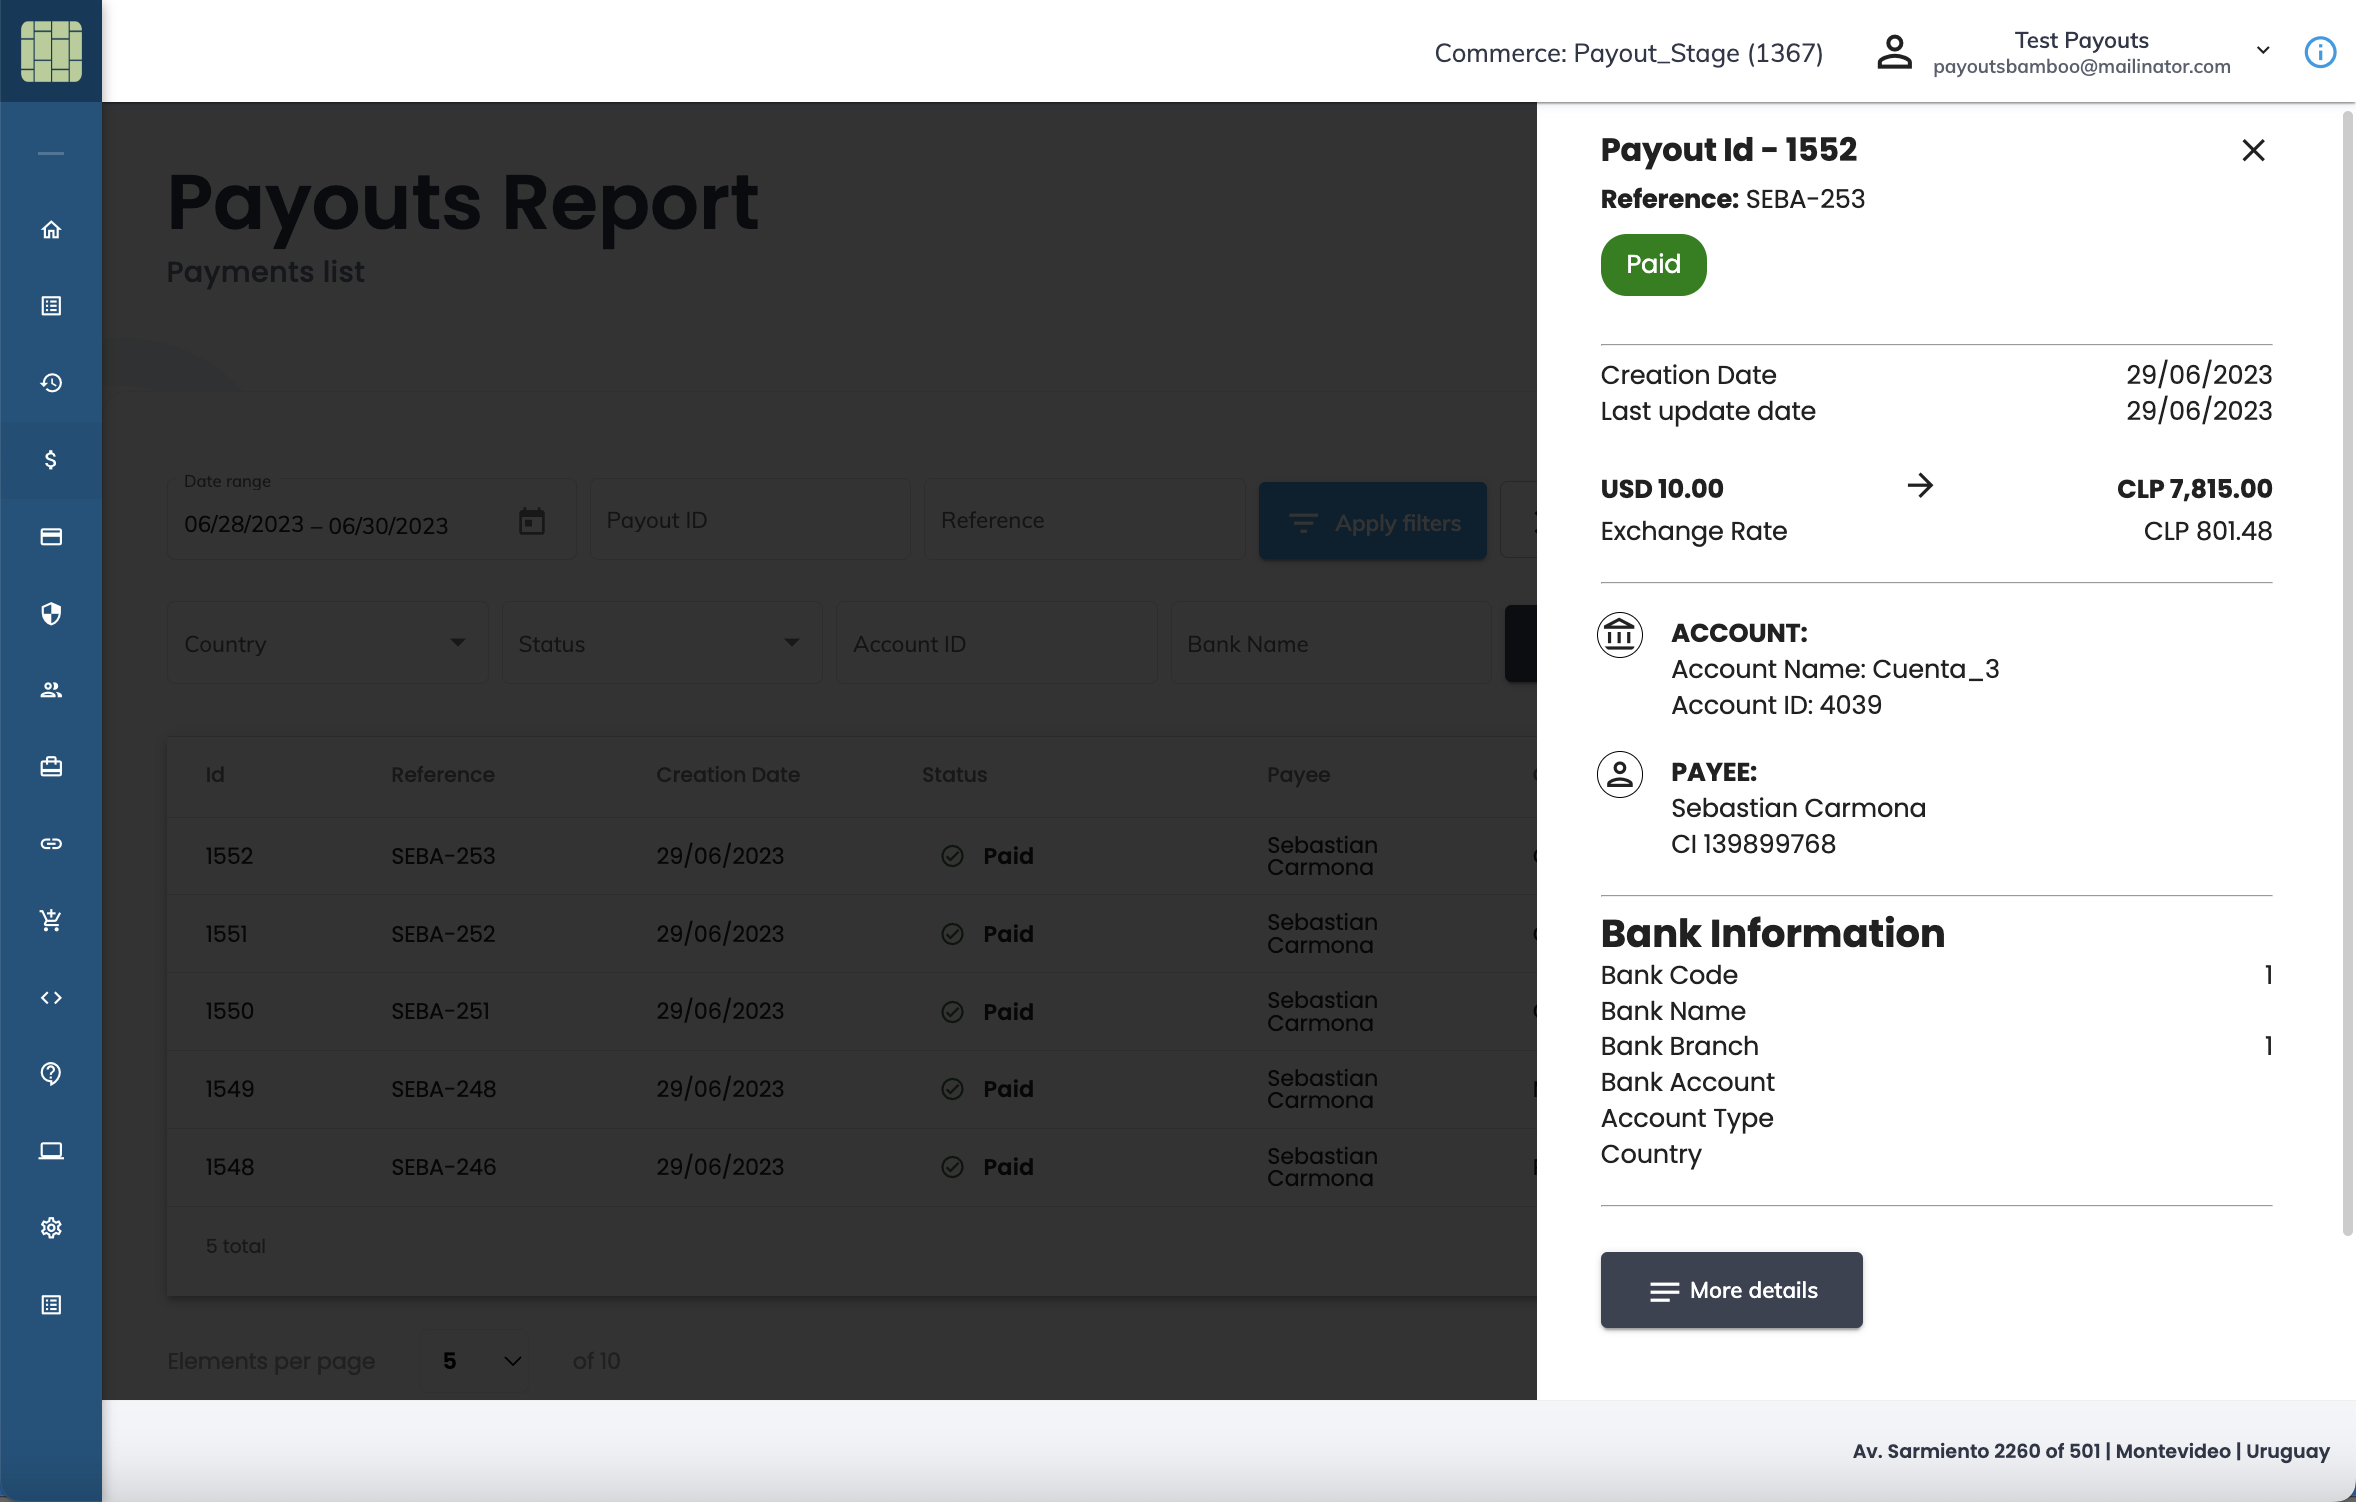 Commerce: Payout_Stage (1367)
Test Payouts
payoutsbamboo@mailinator.com
Payouts Report
Payments list
Date range
06/28/2023 – 06/30/2023
Payout ID
Reference
Apply filters
Country
Status
Account ID
Bank Name
Id Reference Creation Date Status Payee
1552 SEBA-253 29/06/2023 Paid Sebastian Carmona
1551 SEBA-252 29/06/2023 Paid Sebastian Carmona
1550 SEBA-251 29/06/2023 Paid Sebastian Carmona
1549 SEBA-248 29/06/2023 Paid Sebastian Carmona
1548 SEBA-246 29/06/2023 Paid Sebastian Carmona
5 total
Elements per page 5 of 10
Payout Id - 1552
Reference: SEBA-253
Paid
Creation Date 29/06/2023
Last update date 29/06/2023
USD 10.00 CLP 7,815.00
Exchange Rate CLP 801.48
ACCOUNT:
Account Name: Cuenta_3
Account ID: 4039
PAYEE:
Sebastian Carmona
CI 139899768
Bank Information
Bank Code 1
Bank Name
Bank Branch 1
Bank Account
Account Type
Country
More details
Av. Sarmiento 2260 of 501 | Montevideo | Uruguay